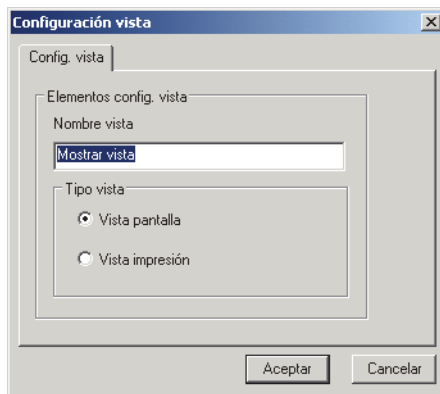 Configuración vista
Config. vista
Elementos config. vista
Nombre vista
Mostrar vista
Tipo vista
Vista pantalla
Vista impresión
Aceptar
Cancelar